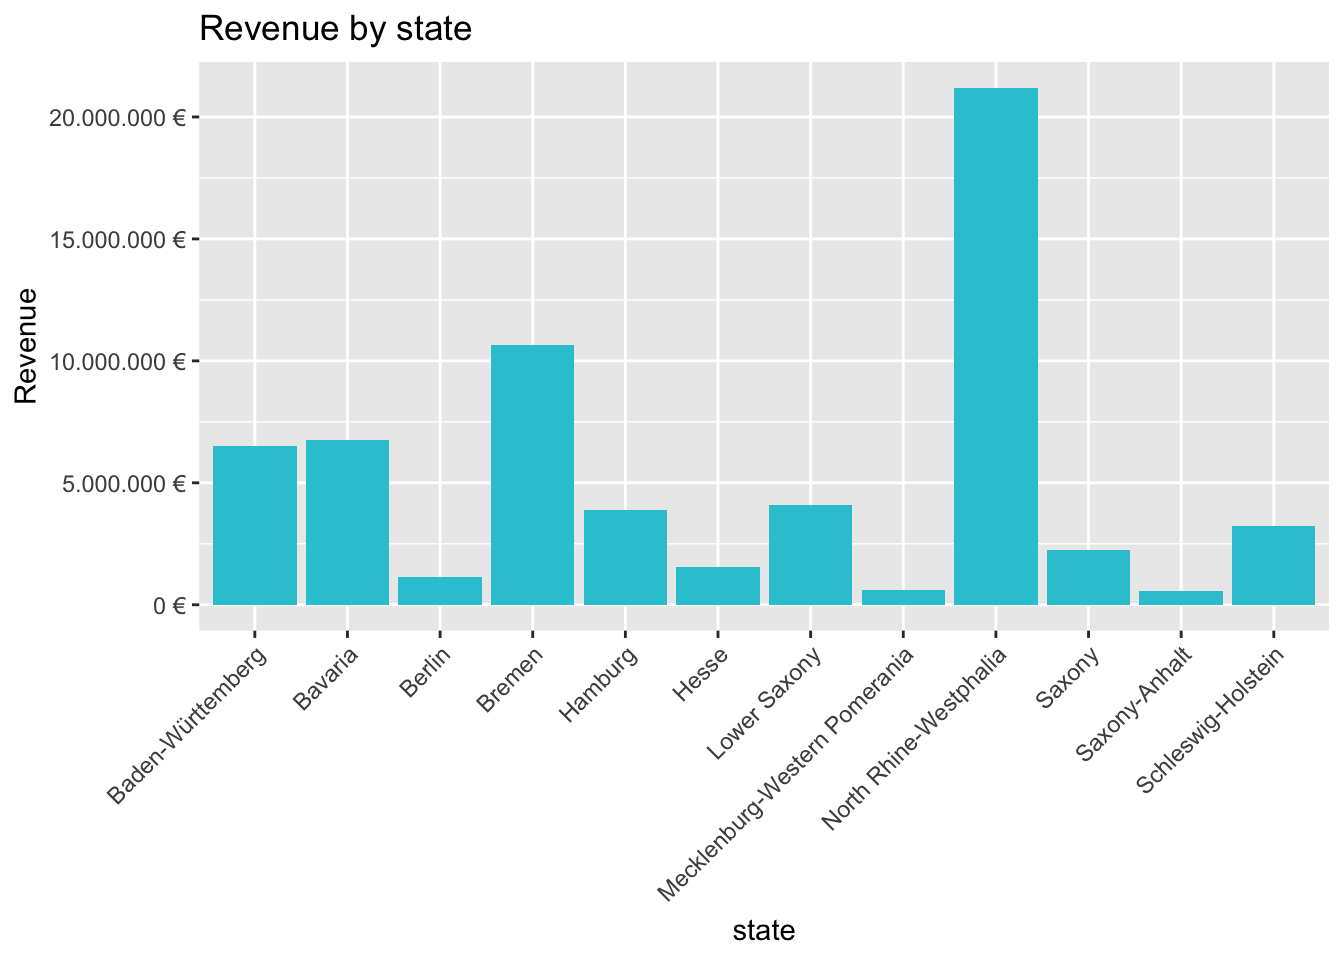 Revenue by state
Revenue
20.000.000 €
15.000.000 €
10.000.000 €
5.000.000 €
0 €
Baden-Württemberg
Bavaria
Berlin
Bremen
Hamburg
Hesse
Lower Saxony
Mecklenburg-Western Pomerania
North Rhine-Westphalia
Saxony
Saxony-Anhalt
Schleswig-Holstein
state